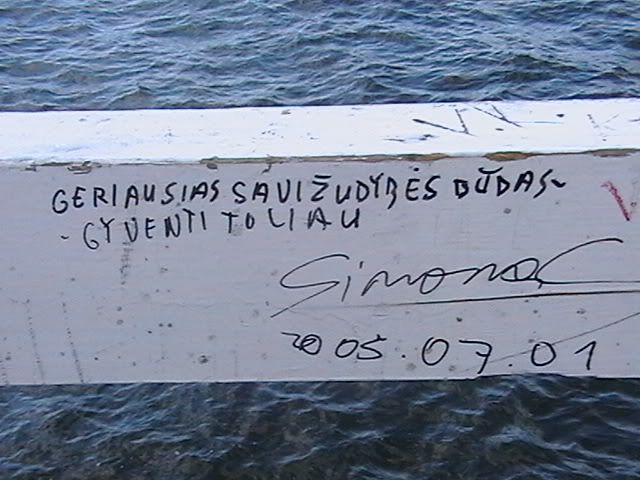 GERIAUSIAS SAVIŽUDYBĖS BŪDAS~
- GYVENTI TOLIAU
Simonas
2005.07.01